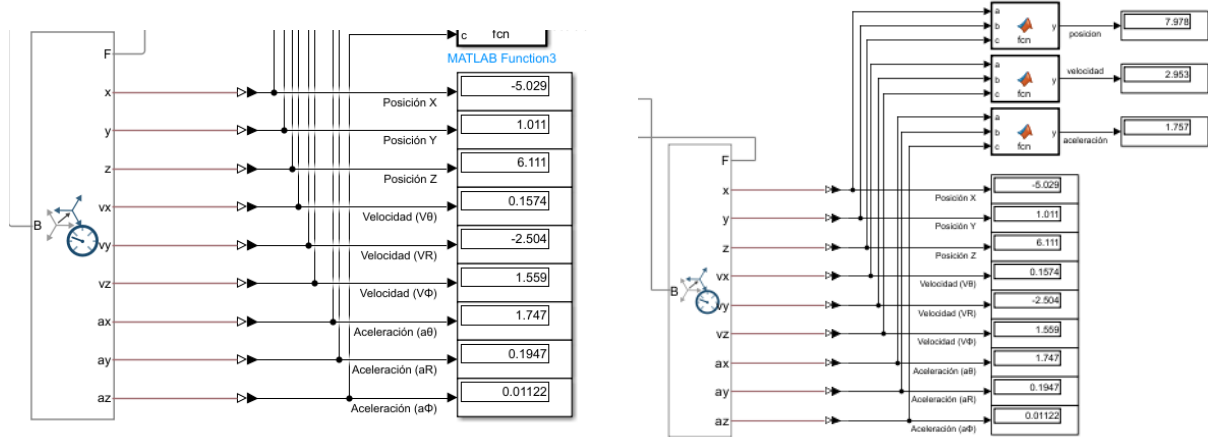 F
c
fcn
MATLAB Function3
x
Posición X
-5.029
y
Posición Y
1.011
z
Posición Z
6.111
vx
Velocidad (Vθ)
0.1574
B
vy
Velocidad (VR)
-2.504
vz
Velocidad (VΦ)
1.559
ax
Aceleración (aθ)
1.747
ay
Aceleración (aR)
0.1947
az
Aceleración (aΦ)
0.01122
a
b
c
fcn
y
posicion
7.978
a
b
c
fcn
y
velocidad
2.953
a
b
c
fcn
y
aceleración
1.757
F
x
Posición X
-5.029
y
Posición Y
1.011
z
Posición Z
6.111
vx
Velocidad (Vθ)
0.1574
B
vy
Velocidad (VR)
-2.504
vz
Velocidad (VΦ)
1.559
ax
Aceleración (aθ)
1.747
ay
Aceleración (aR)
0.1947
az
Aceleración (aΦ)
0.01122